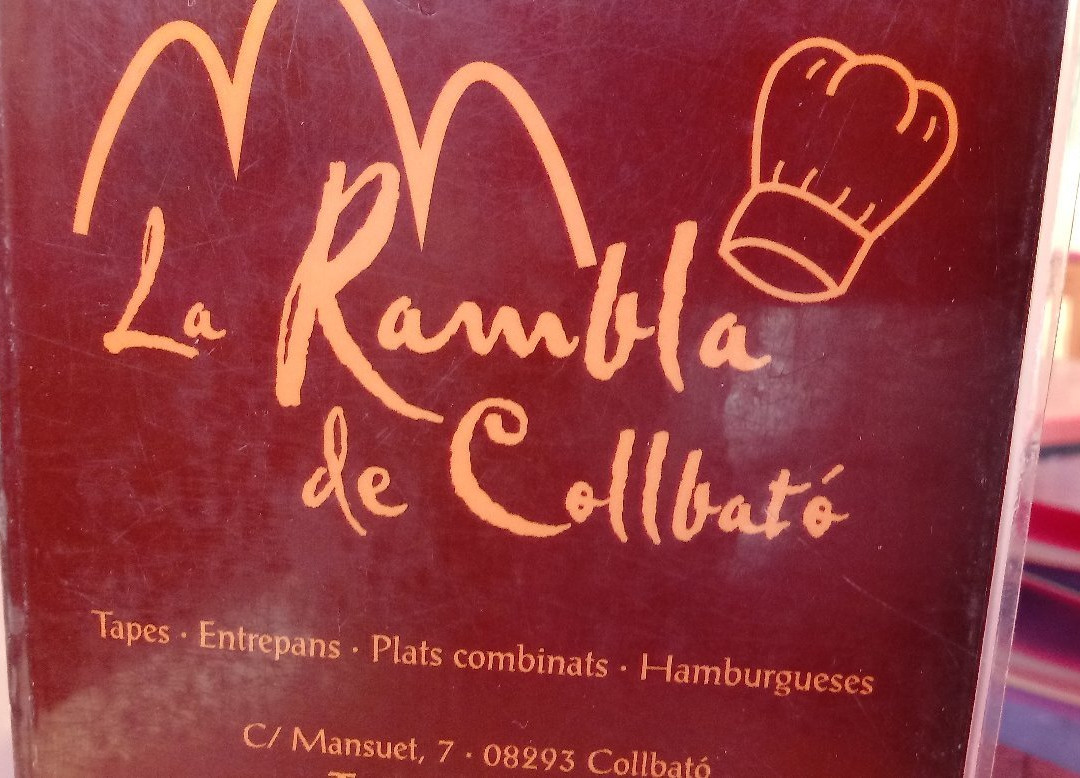 La Rambla
de Collbató
Tapes · Entrepans · Plats combinats · Hamburgueses
C/ Mansuet, 7 · 08293 Collbató